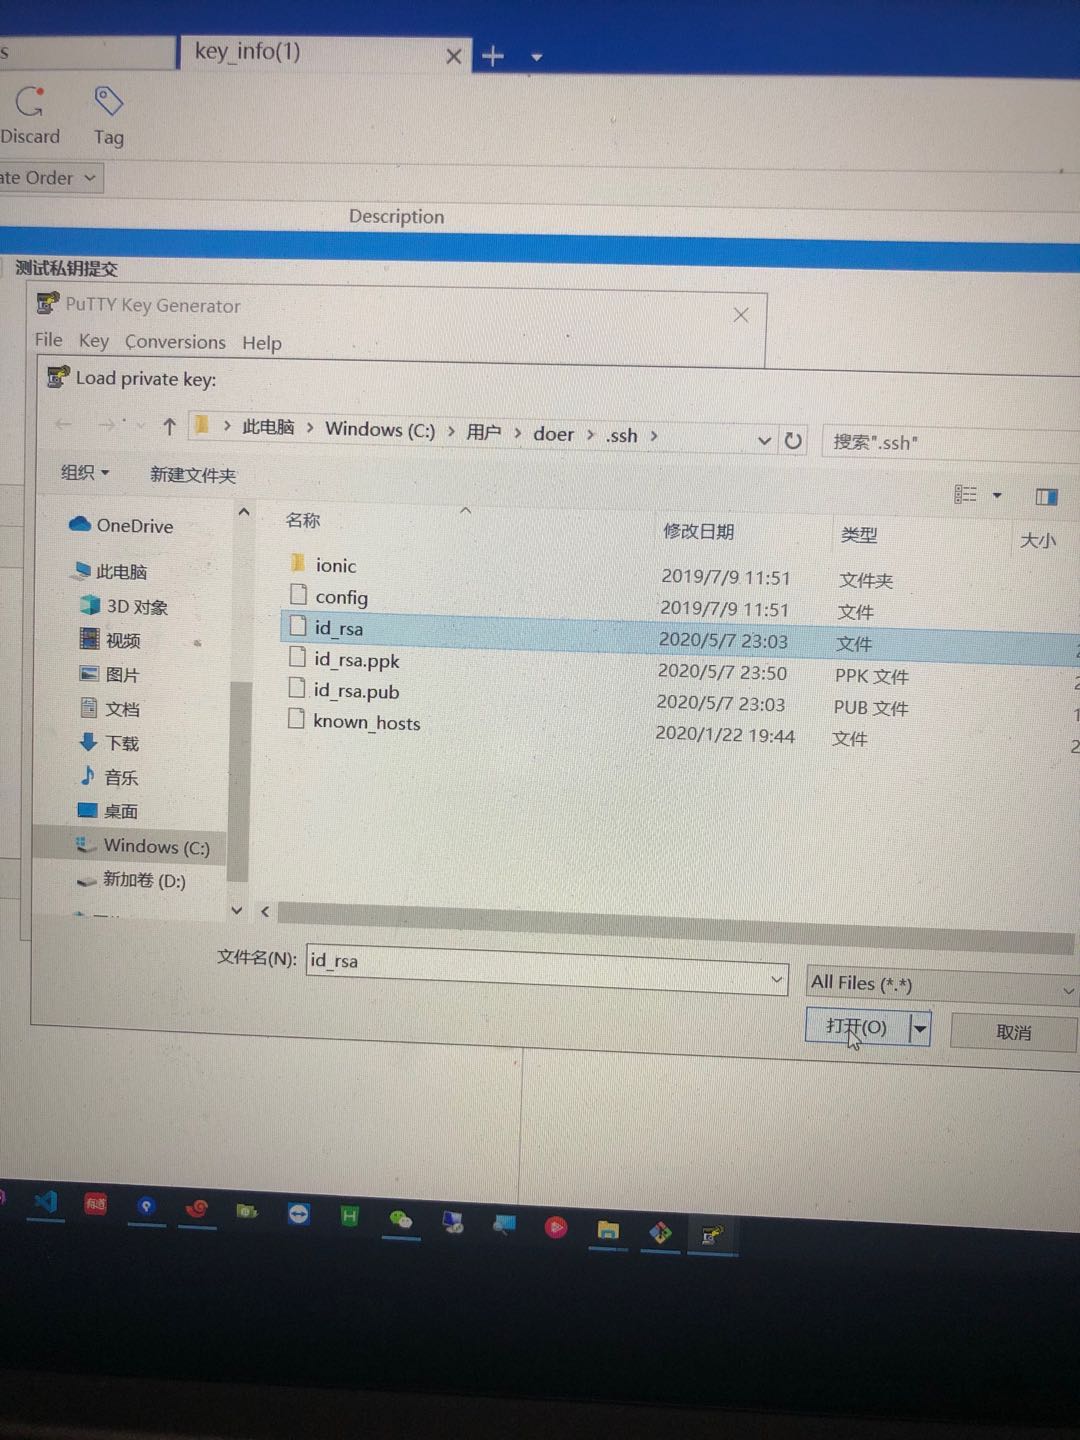 s
key_info(1)
Discard
Tag
ate Order
Description
测试私钥提交
PuTTY Key Generator
File Key Conversions Help
Load private key:
此电脑 > Windows (C:) > 用户 > doer > .ssh >
搜索".ssh"
组织 新建文件夹
名称 修改日期 类型 大小
OneDrive
此电脑
3D 对象
视频
图片
文档
下载
音乐
桌面
Windows (C:)
新加卷 (D:)
ionic 2019/7/9 11:51 文件夹
config 2019/7/9 11:51 文件
id_rsa 2020/5/7 23:03 文件
id_rsa.ppk 2020/5/7 23:50 PPK 文件
id_rsa.pub 2020/5/7 23:03 PUB 文件
known_hosts 2020/1/22 19:44 文件
文件名(N): id_rsa
All Files (*.*)
打开(O) 取消
有道
H